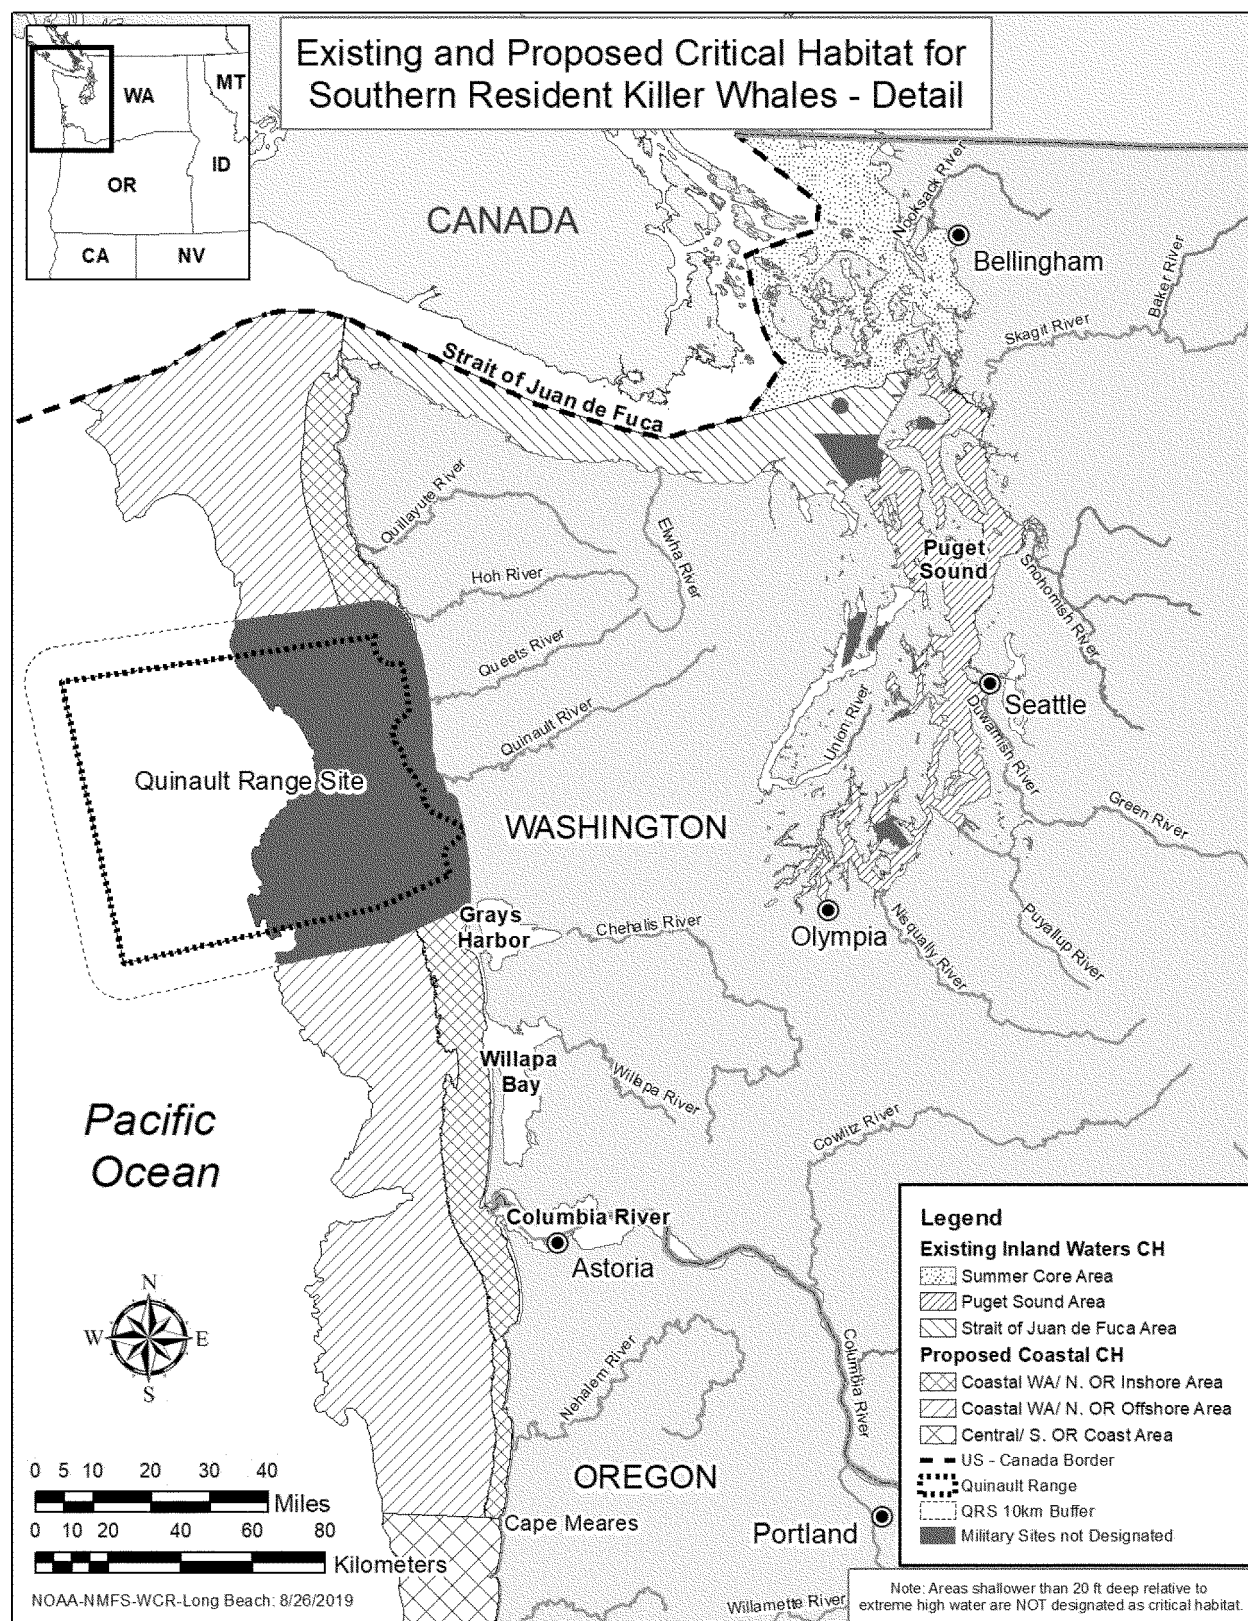 Existing and Proposed Critical Habitat for
Southern Resident Killer Whales - Detail
WA
MT
OR
ID
CA
NV
CANADA
Nooksack River
Bellingham
Baker River
Skagit River
Strait of Juan de Fuca
Quillayute River
Elwha River
Hoh River
Puget
Sound
Snohomish River
Queets River
Quinault River
Union River
Seattle
Duwamish River
Green River
Quinault Range Site
WASHINGTON
Grays
Harbor
Chehalis River
Olympia
Nisqually River
Puyallup River
Willapa
Bay
Willapa River
Cowlitz River
Pacific
Ocean
Columbia River
Astoria
Columbia River
Nehalem River
N
W
E
S
OREGON
Cape Meares
Portland
Willamette River
0 5 10 20 30 40
Miles
0 10 20 40 60 80
Kilometers
NOAA-NMFS-WCR-Long Beach: 8/26/2019
Legend
Existing Inland Waters CH
Summer Core Area
Puget Sound Area
Strait of Juan de Fuca Area
Proposed Coastal CH
Coastal WA/ N. OR Inshore Area
Coastal WA/ N. OR Offshore Area
Central/ S. OR Coast Area
US - Canada Border
Quinault Range
QRS 10km Buffer
Military Sites not Designated
Note: Areas shallower than 20 ft deep relative to
extreme high water are NOT designated as critical habitat.